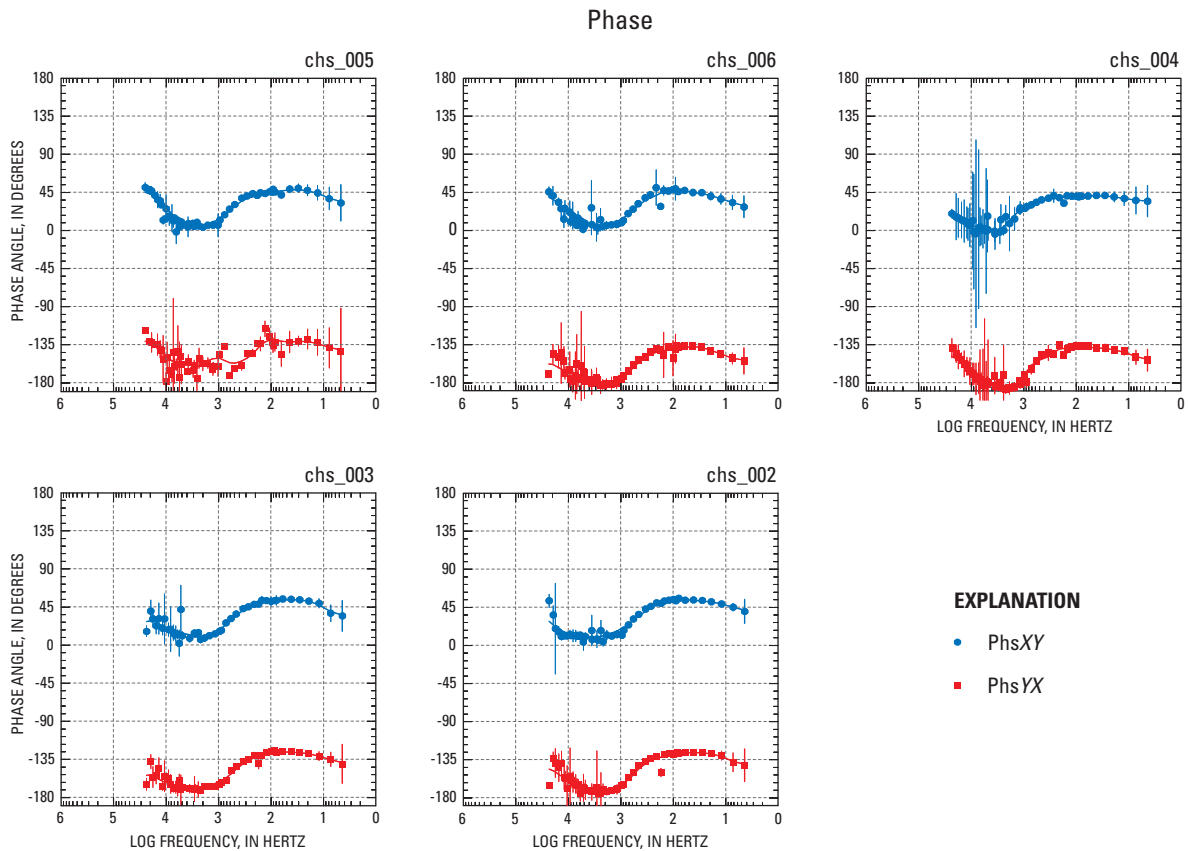 Phase
chs_005
chs_006
chs_004
PHASE ANGLE, IN DEGREES
180
135
90
45
0
-45
-90
-135
-180
6 5 4 3 2 1 0
180
135
90
45
0
-45
-90
-135
-180
6 5 4 3 2 1 0
180
135
90
45
0
-45
-90
-135
-180
6 5 4 3 2 1 0
LOG FREQUENCY, IN HERTZ
chs_003
chs_002
PHASE ANGLE, IN DEGREES
180
135
90
45
0
-45
-90
-135
-180
6 5 4 3 2 1 0
LOG FREQUENCY, IN HERTZ
180
135
90
45
0
-45
-90
-135
-180
6 5 4 3 2 1 0
LOG FREQUENCY, IN HERTZ
EXPLANATION
PhsXY
PhsYX